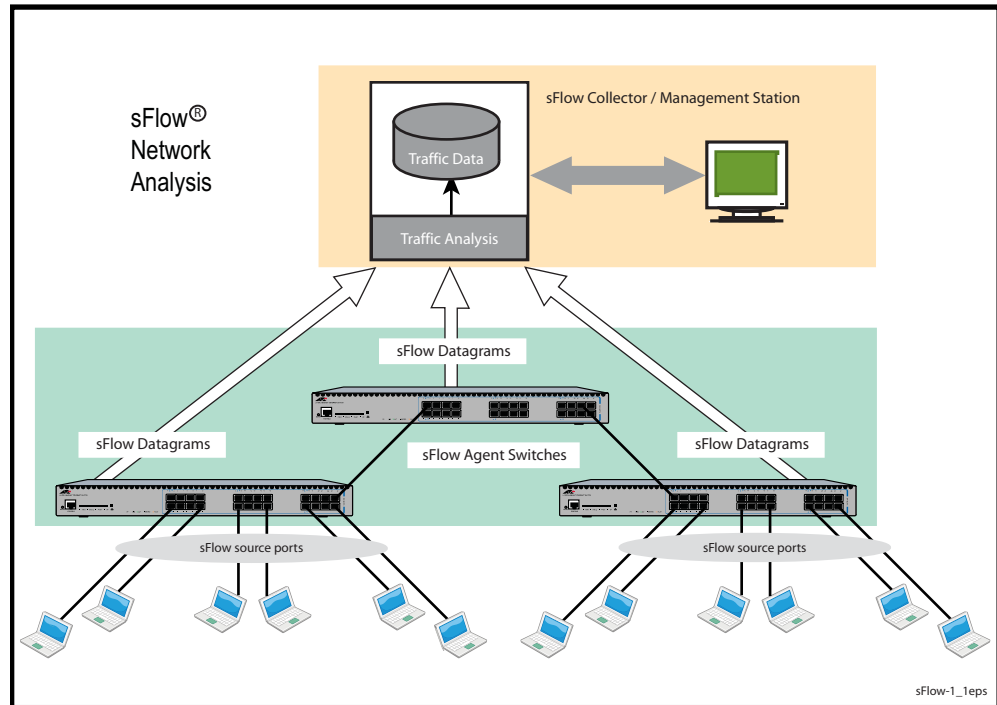 sFlow®
Network
Analysis
sFlow Collector / Management Station
Traffic Data
Traffic Analysis
sFlow Datagrams
sFlow Datagrams
sFlow Agent Switches
sFlow Datagrams
sFlow source ports
sFlow source ports
sFlow-1_1eps